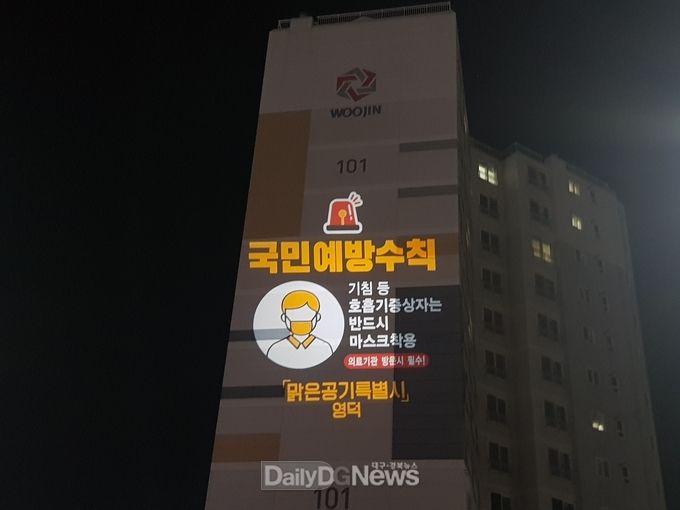 WOOJIN
101
국민예방수칙
기침 등
호흡기증상자는
반드시
마스크착용
의료기관 방문시 필수!
「맑은공기특별시」
영덕
대구·경북뉴스
DailyDGNews
101